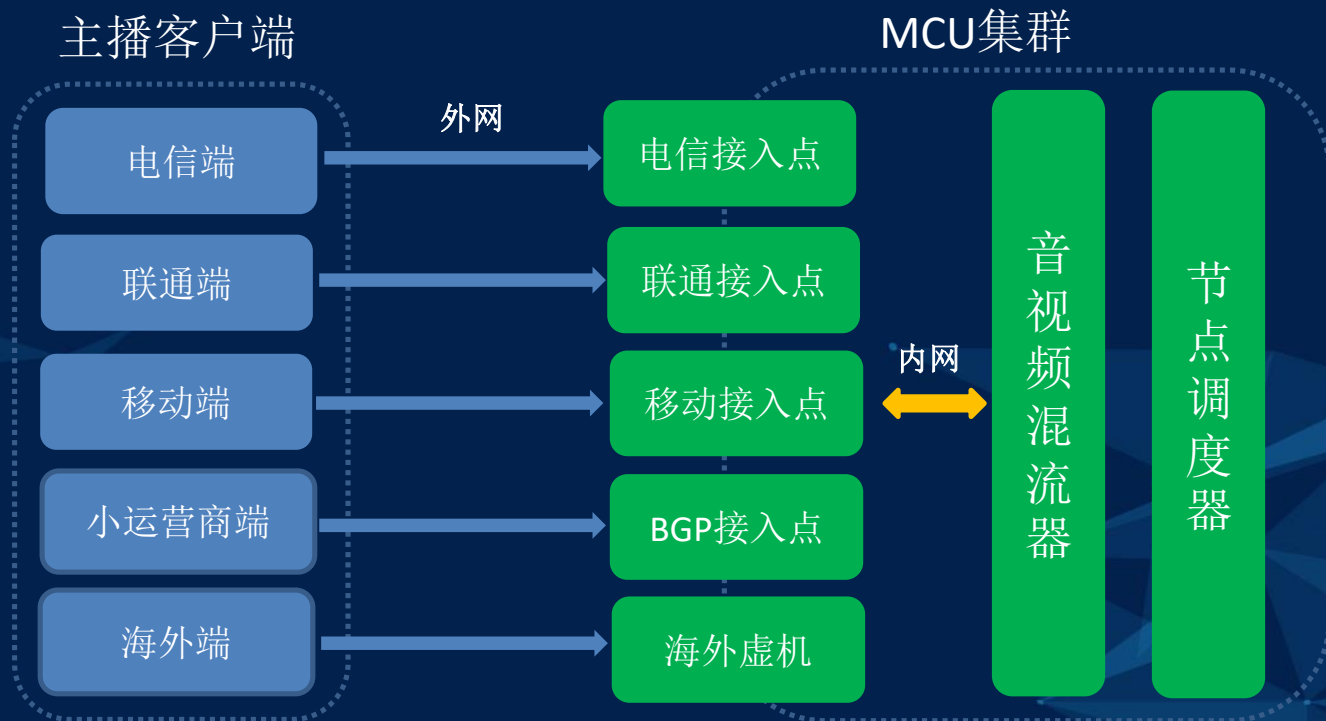 主播客户端
MCU集群
外网
电信端
电信接入点
联通端
联通接入点
移动端
移动接入点
内网
小运营商端
BGP接入点
海外端
海外虚机
音视频混流器
节点调度器